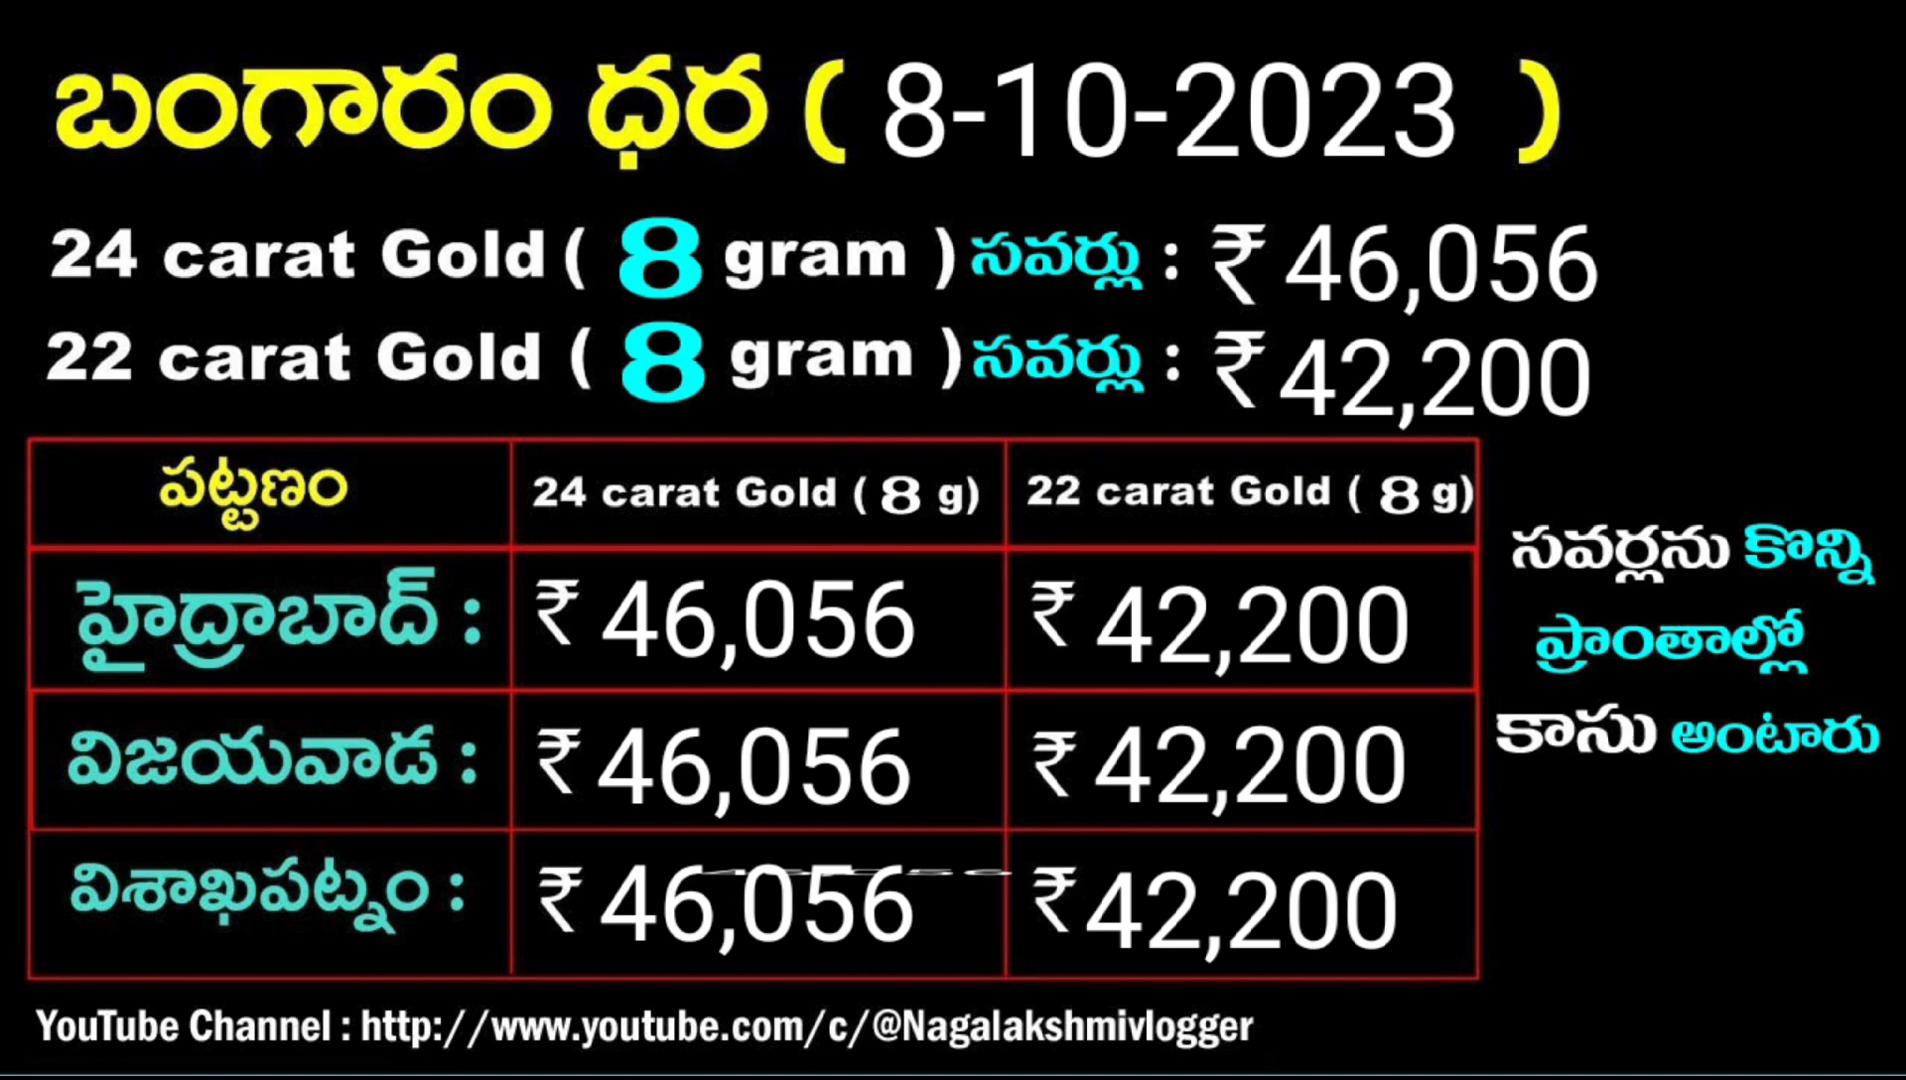 బంగారం ధర ( 8-10-2023 )
24 carat Gold ( 8 gram ) సవర్లు : ₹ 46,056
22 carat Gold ( 8 gram ) సవర్లు : ₹ 42,200
పట్టణం 24 carat Gold ( 8 g) 22 carat Gold ( 8 g)
హైద్రాబాద్ : ₹ 46,056 ₹ 42,200
విజయవాడ : ₹ 46,056 ₹ 42,200
విశాఖపట్నం : ₹ 46,056 ₹ 42,200
సవర్లను కొన్ని
ప్రాంతాల్లో
కాసు అంటారు
YouTube Channel : http://www.youtube.com/c/@Nagalakshmivlogger